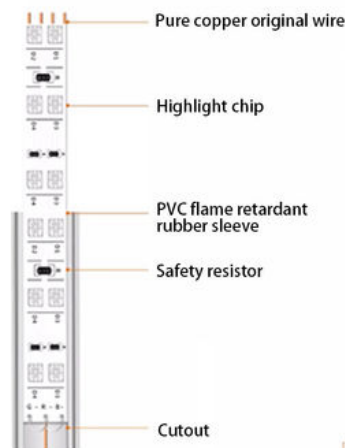 Pure copper original wire
Highlight chip
PVC flame retardant
rubber sleeve
Safety resistor
Cutout